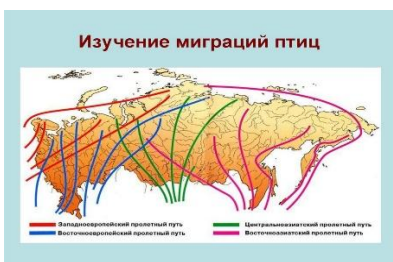 Изучение миграций птиц
Западноевропейский пролетный путь
Восточноевропейский пролетный путь
Центральноазиатский пролетный путь
Восточноазиатский пролетный путь